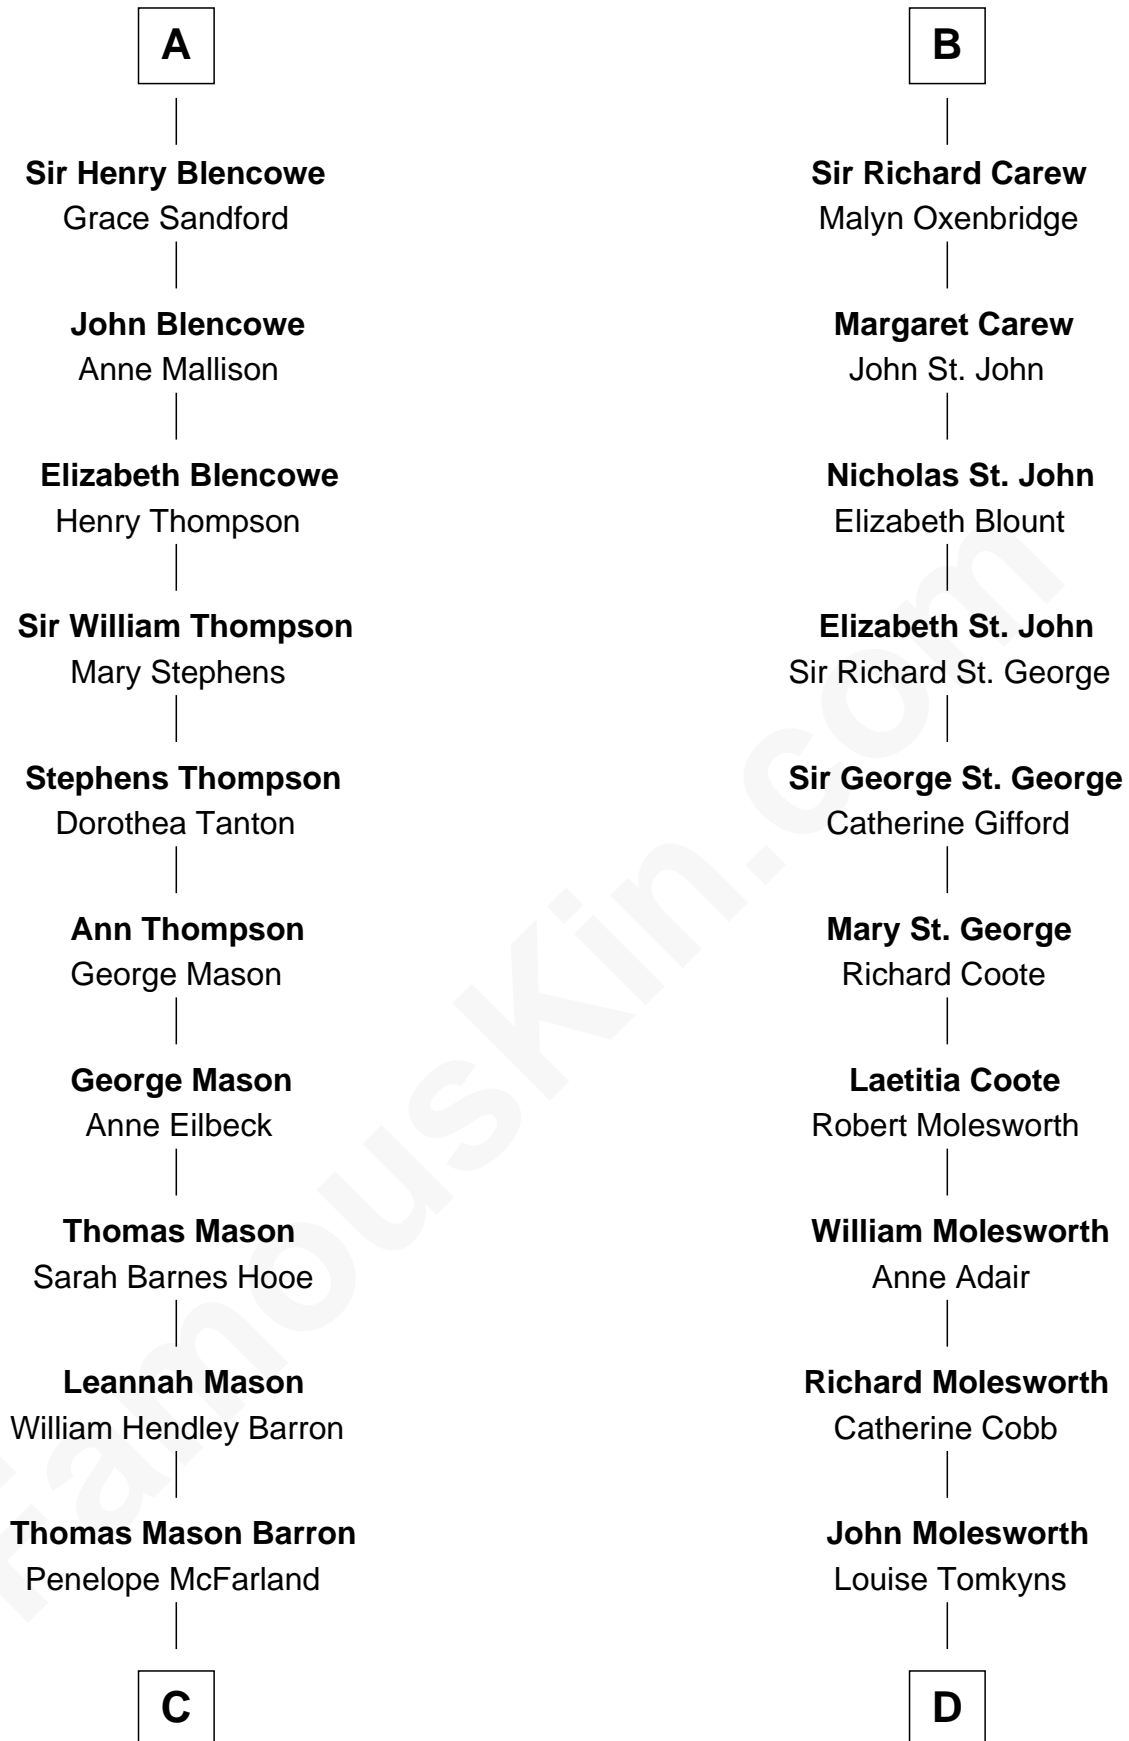 A
Sir Henry Blencowe
Grace Sandford
John Blencowe
Anne Mallison
Elizabeth Blencowe
Henry Thompson
Sir William Thompson
Mary Stephens
Stephens Thompson
Dorothea Tanton
Ann Thompson
George Mason
George Mason
Anne Eilbeck
Thomas Mason
Sarah Barnes Hooe
Leannah Mason
William Hendley Barron
Thomas Mason Barron
Penelope McFarland
C
B
Sir Richard Carew
Malyn Oxenbridge
Margaret Carew
John St. John
Nicholas St. John
Elizabeth Blount
Elizabeth St. John
Sir Richard St. George
Sir George St. George
Catherine Gifford
Mary St. George
Richard Coote
Laetitia Coote
Robert Molesworth
William Molesworth
Anne Adair
Richard Molesworth
Catherine Cobb
John Molesworth
Louise Tomkyns
D
FamousKin.com